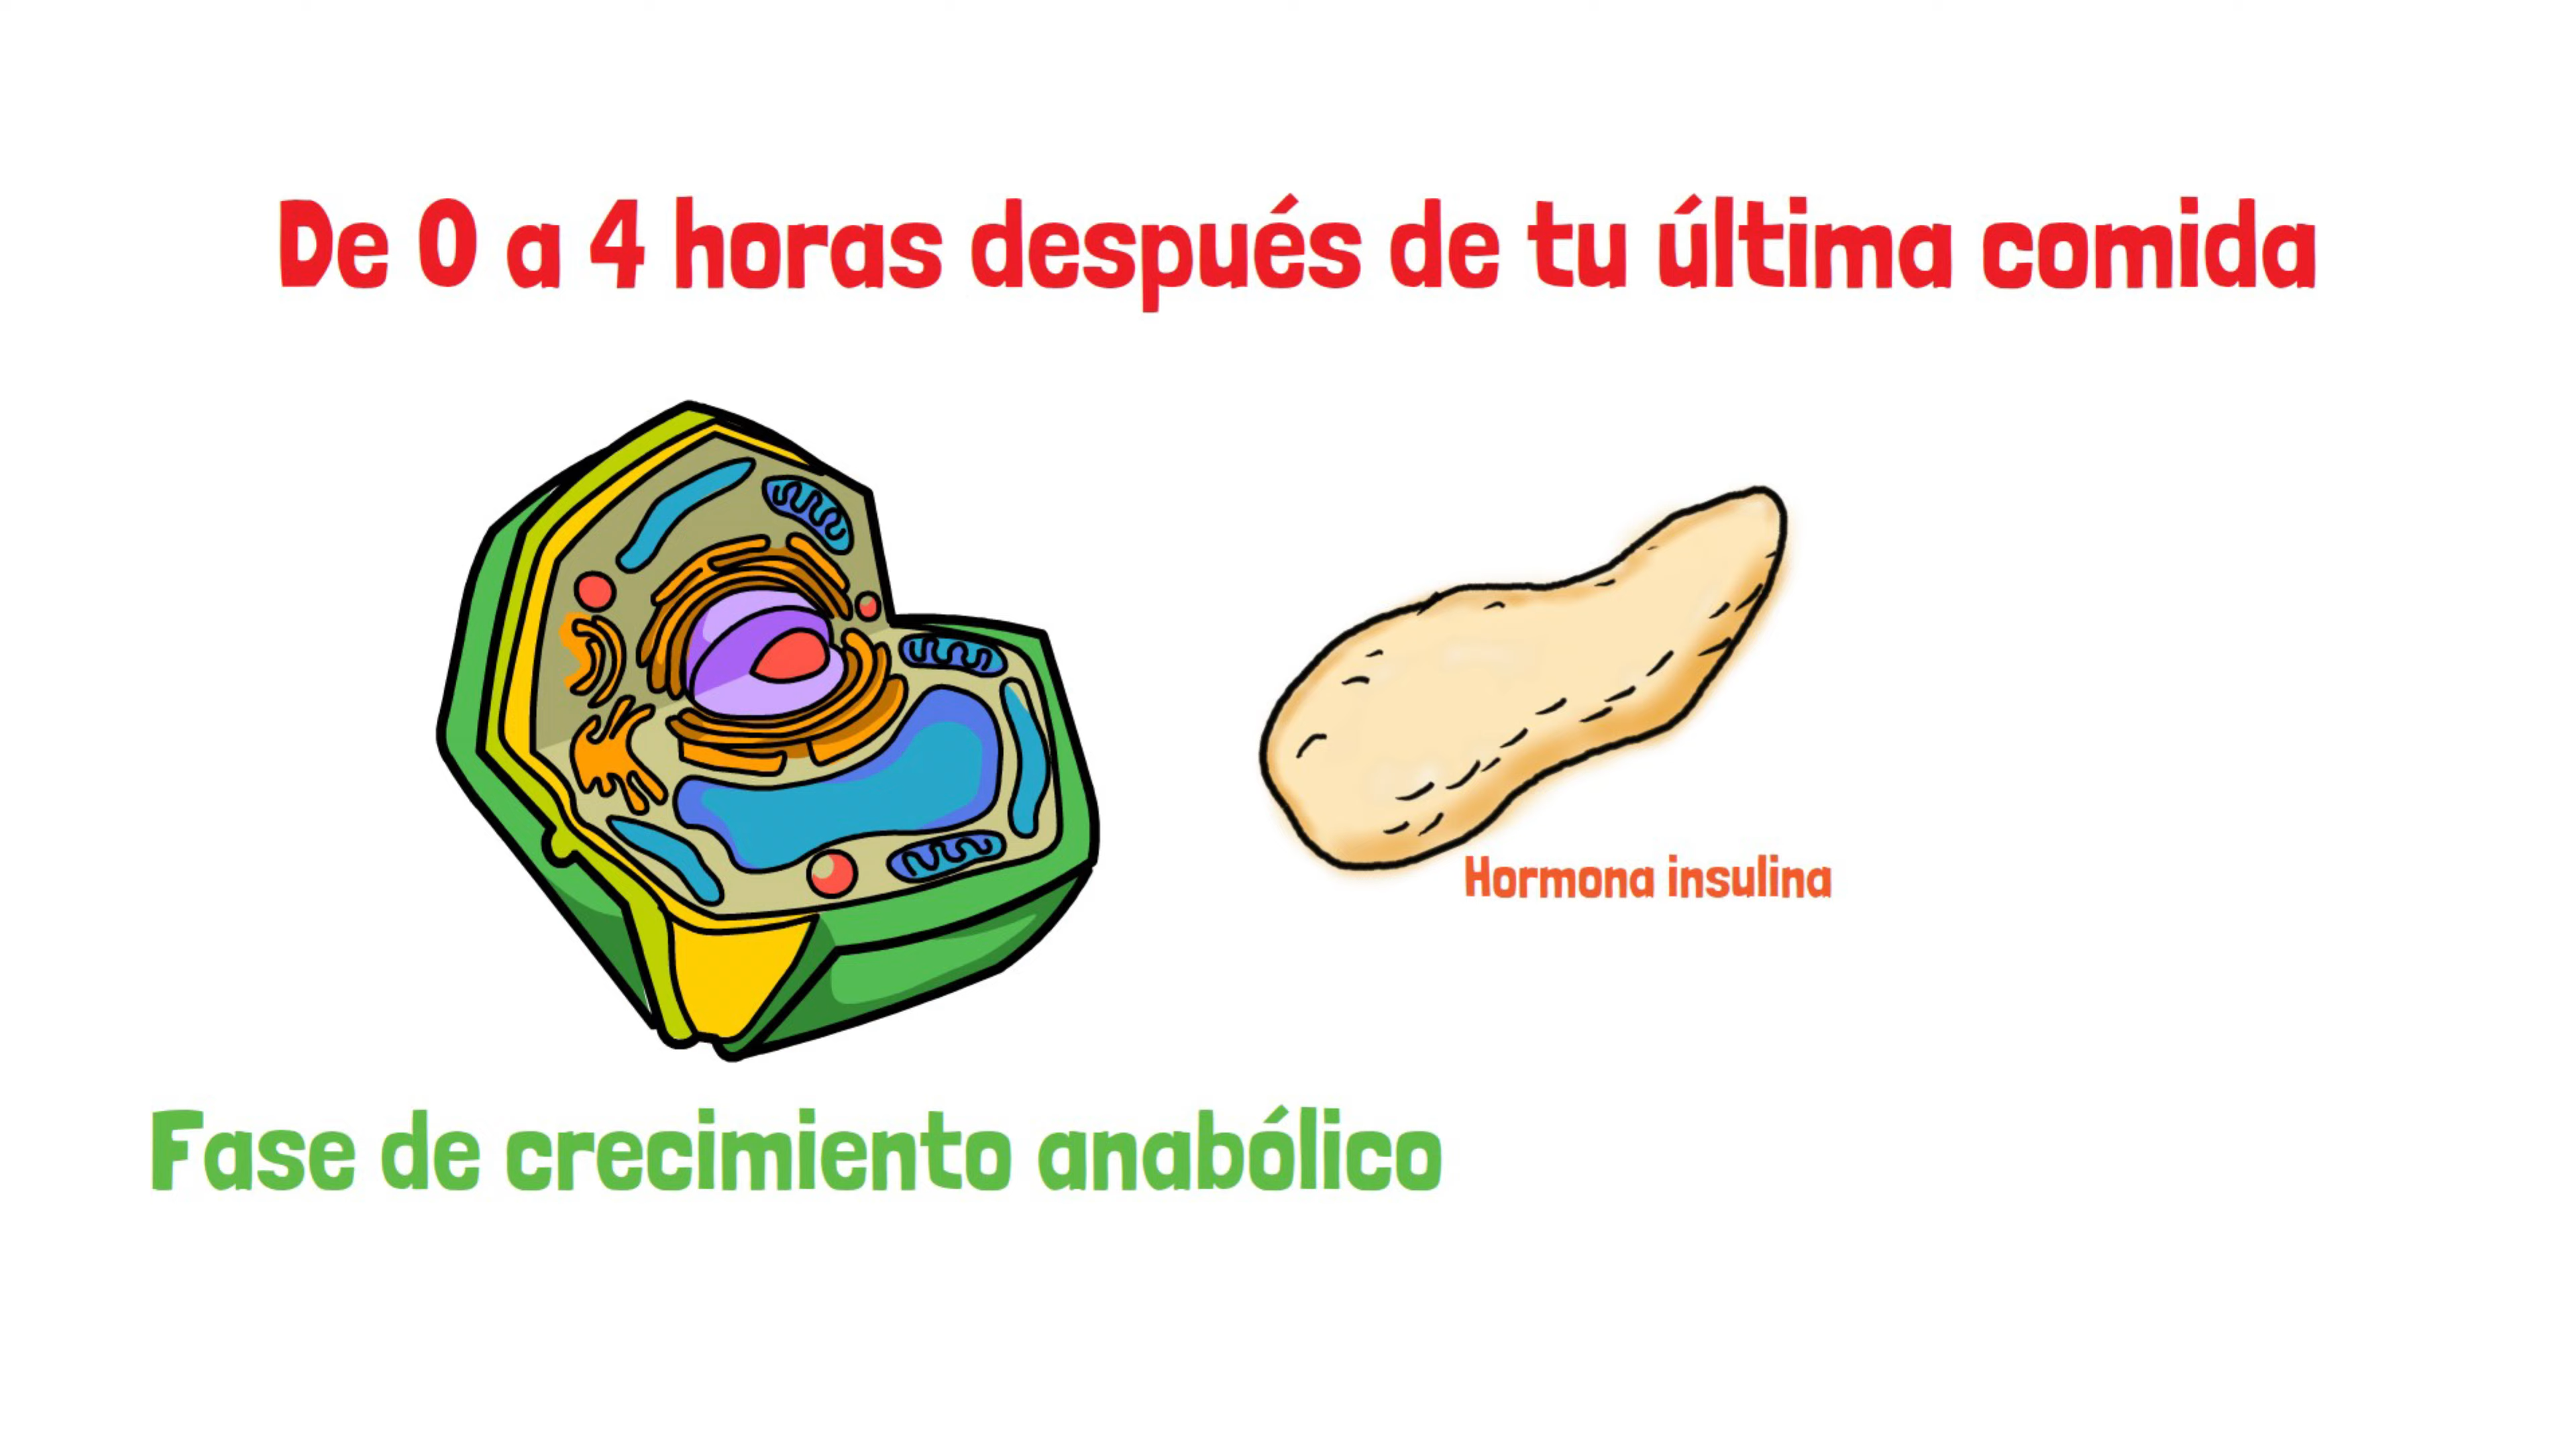 De 0 a 4 horas después de tu última comida
Hormona insulina
Fase de crecimiento anabólico